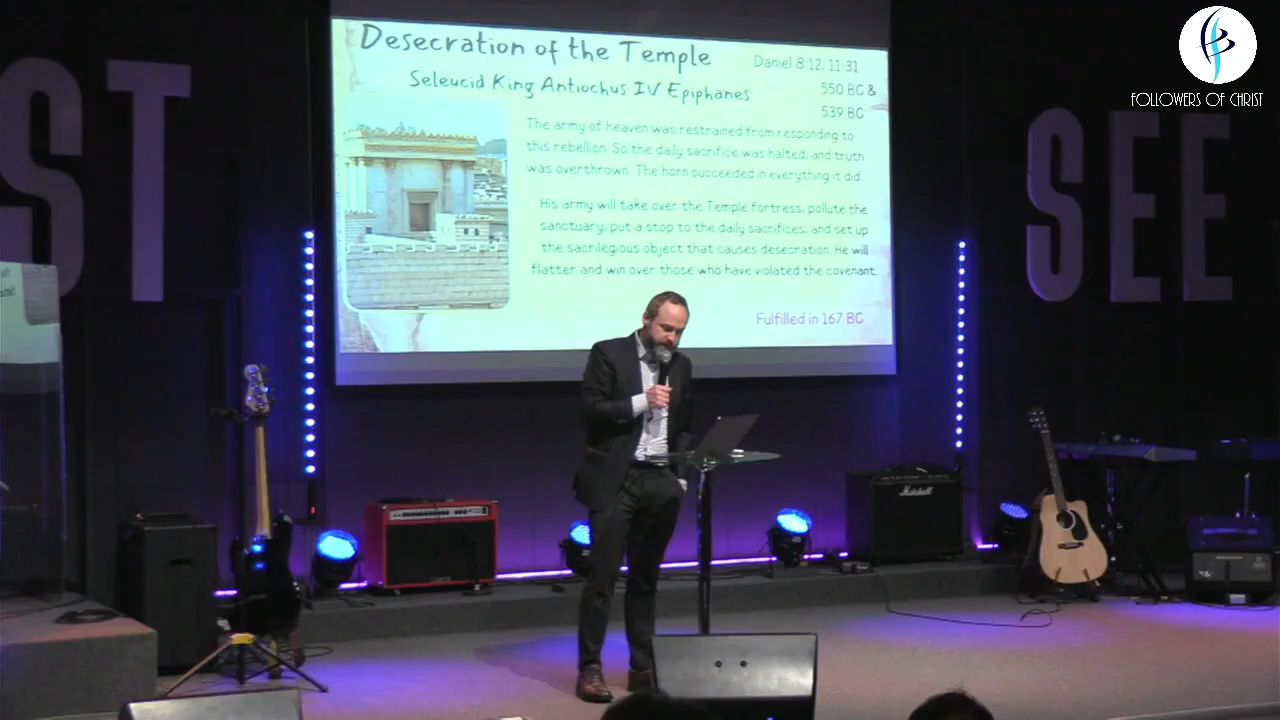 Desecration of the Temple
Daniel 8:12, 11:31
Seleucid King Antiochus IV Epiphanes
550 BC &
539 BC
The army of heaven was restrained from responding to
this rebellion. So the daily sacrifice was halted, and truth
was overthrown. The horn succeeded in everything it did.
His army will take over the Temple fortress, pollute the
sanctuary, put a stop to the daily sacrifices, and set up
the sacrilegious object that causes desecration. He will
flatter and win over those who have violated the covenant.
Fulfilled in 167 BC
FOLLOWERS OF CHRIST
ST
SEE
Marshall